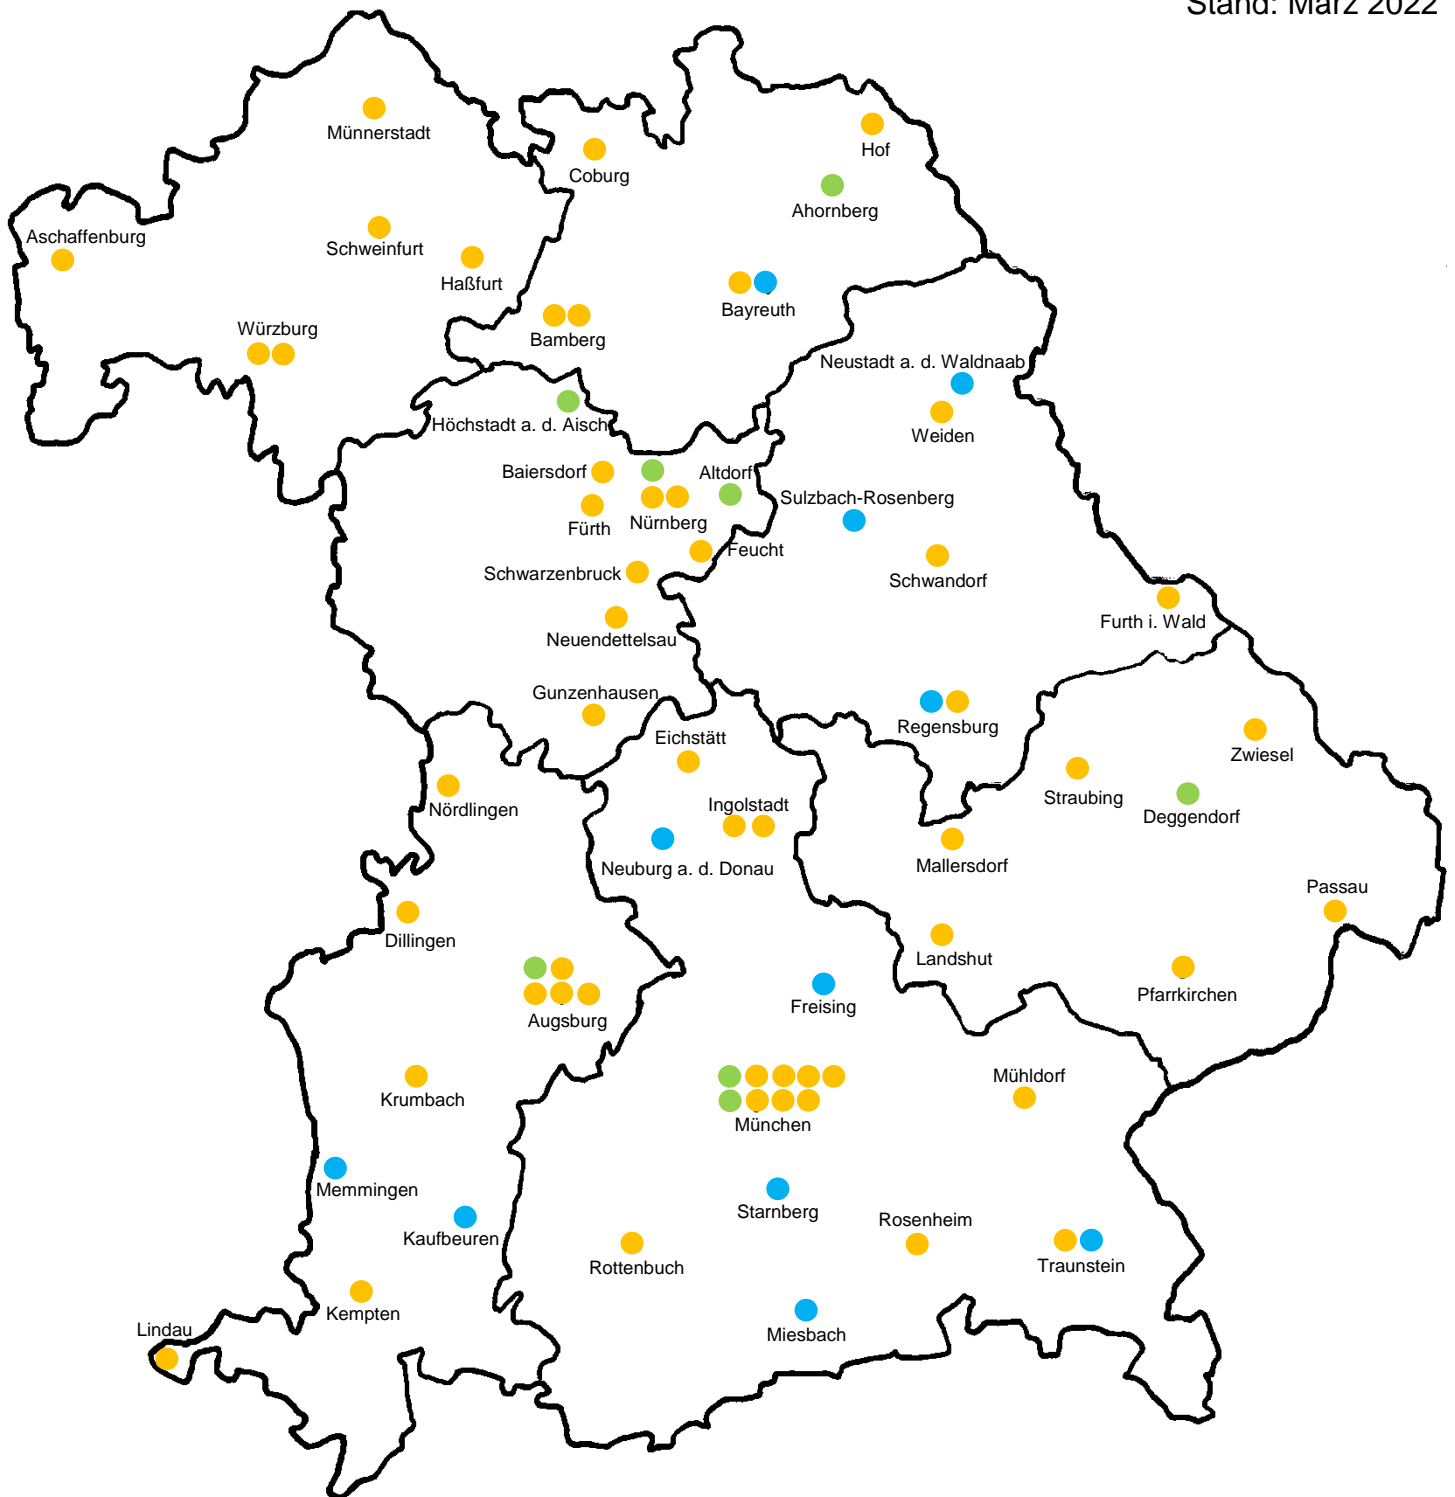 Stand: März 2022
Münnerstadt
Hof
Coburg
Ahornberg
Aschaffenburg
Schweinfurt
Haßfurt
Bayreuth
Würzburg
Bamberg
Neustadt a. d. Waldnaab
Höchstadt a. d. Aisch
Weiden
Baiersdorf
Altdorf
Sulzbach-Rosenberg
Fürth
Nürnberg
Feucht
Schwandorf
Schwarzenbruck
Furth i. Wald
Neuendettelsau
Gunzenhausen
Regensburg
Eichstätt
Zwiesel
Straubing
Nördlingen
Ingolstadt
Deggendorf
Neuburg a. d. Donau
Mallersdorf
Passau
Dillingen
Landshut
Pfarrkirchen
Freising
Augsburg
Mühldorf
Krumbach
München
Memmingen
Starnberg
Rosenheim
Kaufbeuren
Rottenbuch
Traunstein
Kempten
Lindau
Miesbach